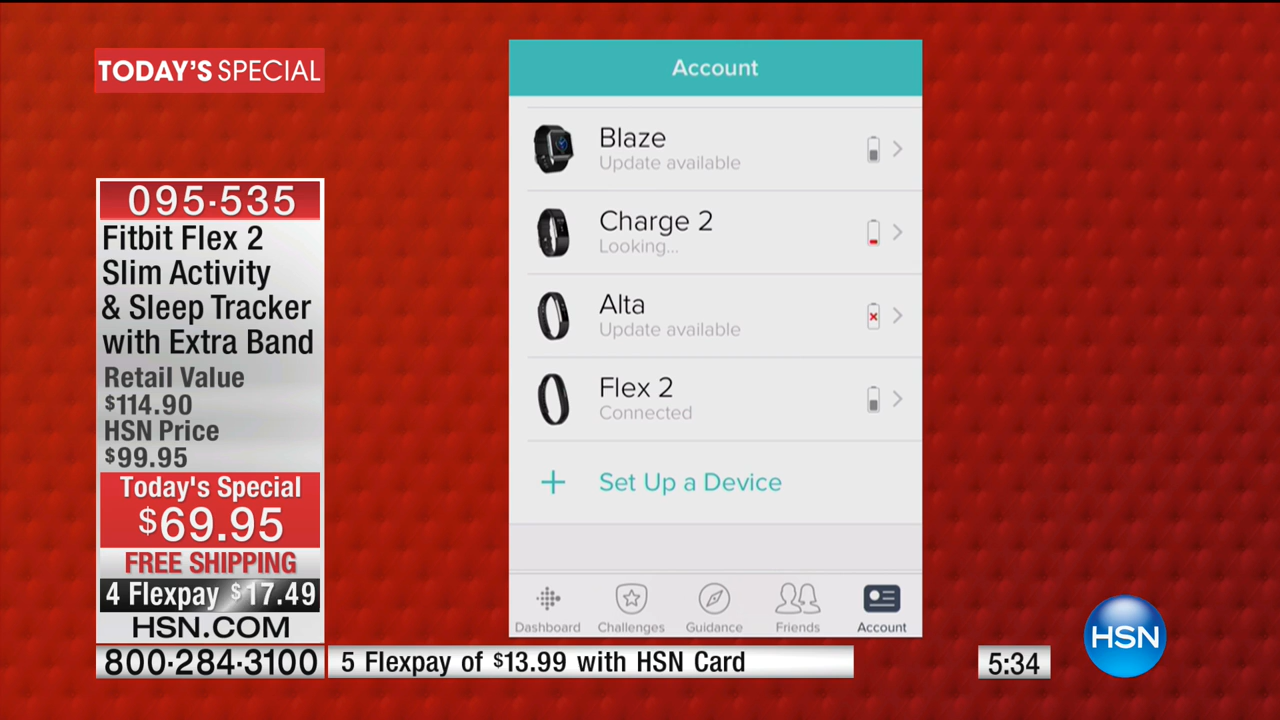 TODAY'S SPECIAL
095-535
Fitbit Flex 2
Slim Activity
& Sleep Tracker
with Extra Band
Retail Value
$114.90
HSN Price
$99.95
Today's Special
$69.95
FREE SHIPPING
4 Flexpay $17.49
HSN.COM
800-284-3100
5 Flexpay of $13.99 with HSN Card
5:34
HSN
Account
Blaze
Update available
Charge 2
Looking...
Alta
Update available
Flex 2
Connected
+ Set Up a Device
Dashboard Challenges Guidance Friends Account